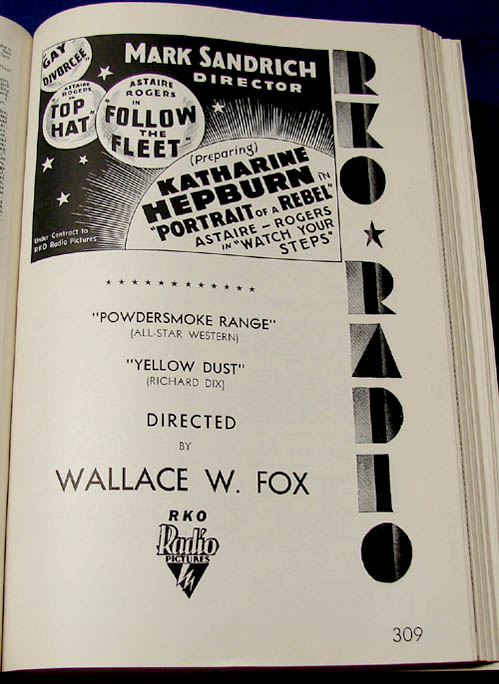 "GAY
DIVORCEE"
ASTAIRE
ROGERS
"TOP
HAT"
ASTAIRE
ROGERS
IN
"FOLLOW
THE
FLEET"
MARK SANDRICH
DIRECTOR
(Preparing)
KATHARINE
HEPBURN IN
"PORTRAIT OF A REBEL"
ASTAIRE - ROGERS
IN "WATCH YOUR
STEPS"
Under Contract to
RKO Radio Pictures
RKO ★ RADIO
"POWDERSMOKE RANGE"
(ALL-STAR WESTERN)
"YELLOW DUST"
(RICHARD DIX)
DIRECTED
BY
WALLACE W. FOX
RKO
Radio
PICTURES
309